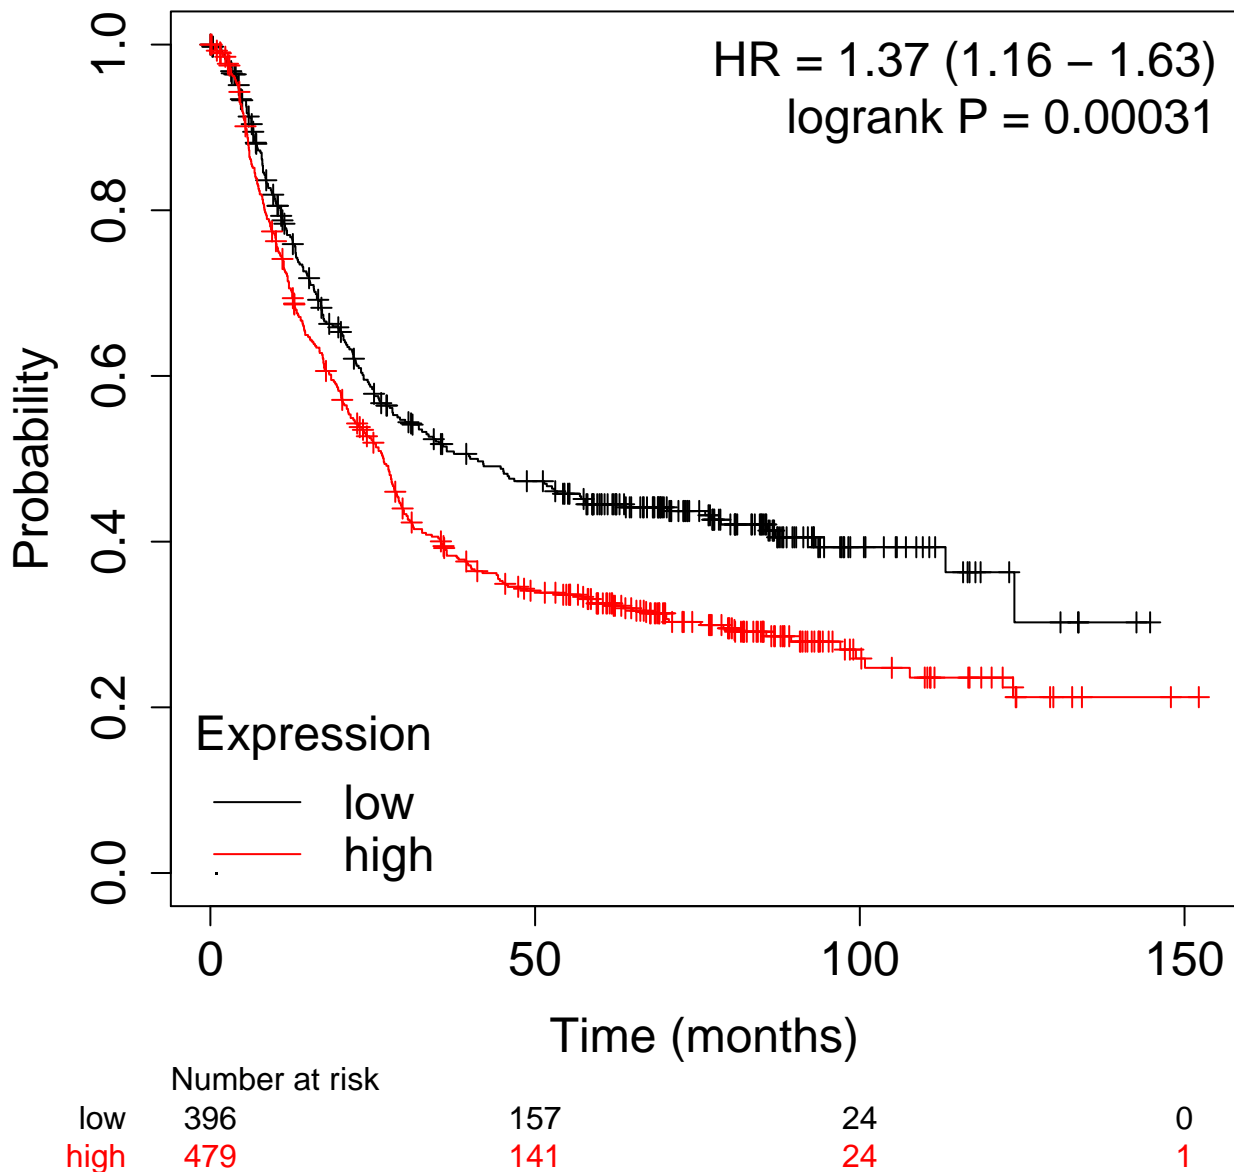 HR = 1.37 (1.16 – 1.63)
logrank P = 0.00031
1.0
0.8
0.6
0.4
0.2
0.0
Probability
Expression
low
high
0 50 100 150
Time (months)
Number at risk
low 396 157 24 0
high 479 141 24 1